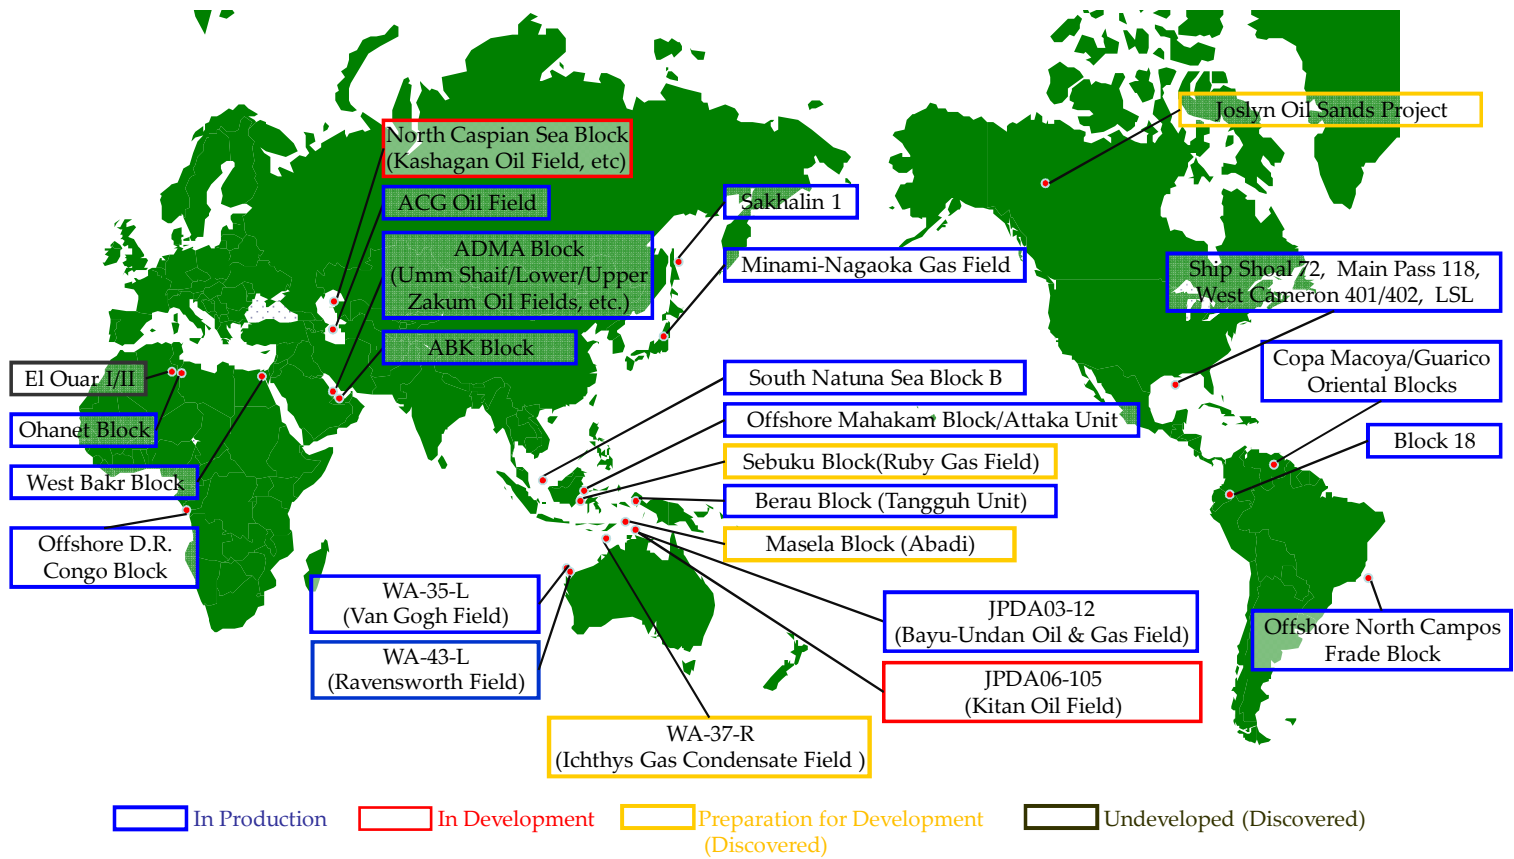 Joslyn Oil Sands Project
North Caspian Sea Block
(Kashagan Oil Field, etc)
ACG Oil Field
Sakhalin 1
ADMA Block
(Umm Shaif/Lower/Upper
Zakum Oil Fields, etc.)
Minami-Nagaoka Gas Field
Ship Shoal 72,  Main Pass 118,
West Cameron 401/402,  LSL
ABK Block
Copa Macoya/Guarico
Oriental Blocks
El Ouar I/II
South Natuna Sea Block B
Ohanet Block
Offshore Mahakam Block/Attaka Unit
Block 18
Sebuku Block(Ruby Gas Field)
West Bakr Block
Berau Block (Tangguh Unit)
Offshore D.R.
Congo Block
Masela Block (Abadi)
WA-35-L
(Van Gogh Field)
JPDA03-12
(Bayu-Undan Oil & Gas Field)
Offshore North Campos
Frade Block
WA-43-L
(Ravensworth Field)
JPDA06-105
(Kitan Oil Field)
WA-37-R
(Ichthys Gas Condensate Field )
In Production
In Development
Preparation for Development
(Discovered)
Undeveloped (Discovered)